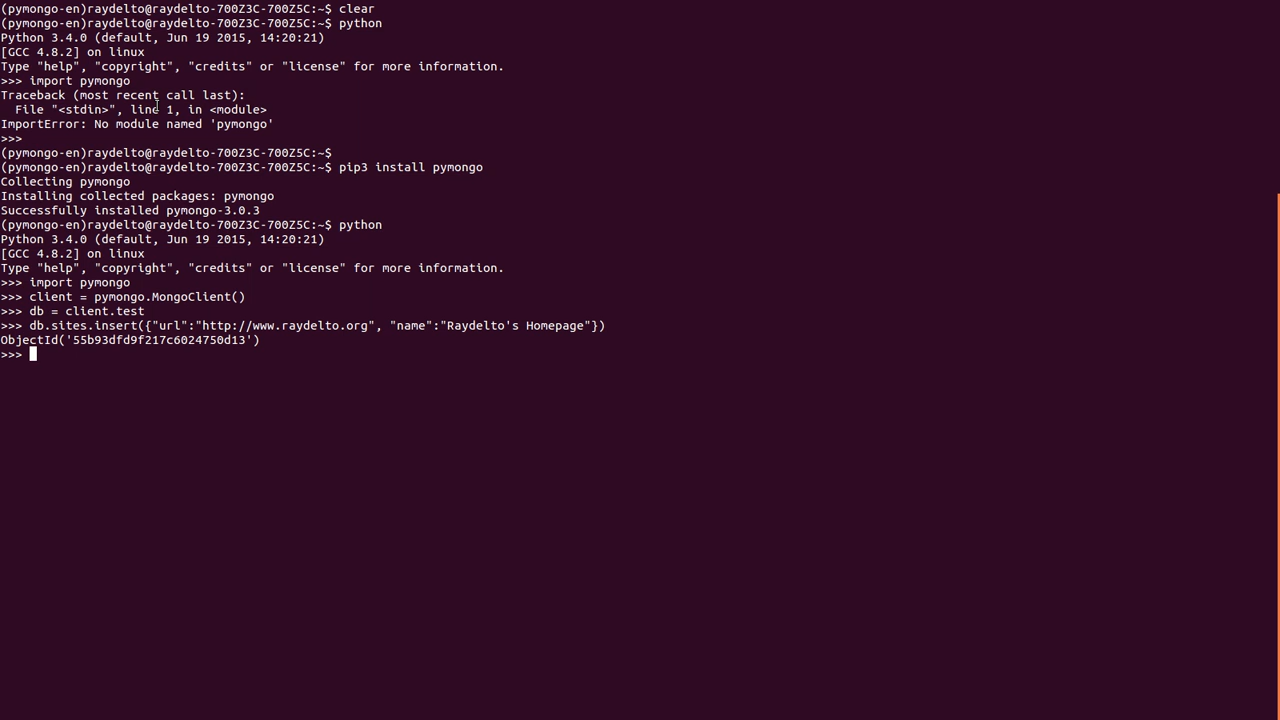 (pymongo-en)raydelto@raydelto-700Z3C-700Z5C:~$ clear
(pymongo-en)raydelto@raydelto-700Z3C-700Z5C:~$ python
Python 3.4.0 (default, Jun 19 2015, 14:20:21)
[GCC 4.8.2] on linux
Type "help", "copyright", "credits" or "license" for more information.
>>> import pymongo
Traceback (most recent call last):
  File "<stdin>", line 1, in <module>
ImportError: No module named 'pymongo'
>>>
(pymongo-en)raydelto@raydelto-700Z3C-700Z5C:~$
(pymongo-en)raydelto@raydelto-700Z3C-700Z5C:~$ pip3 install pymongo
Collecting pymongo
Installing collected packages: pymongo
Successfully installed pymongo-3.0.3
(pymongo-en)raydelto@raydelto-700Z3C-700Z5C:~$ python
Python 3.4.0 (default, Jun 19 2015, 14:20:21)
[GCC 4.8.2] on linux
Type "help", "copyright", "credits" or "license" for more information.
>>> import pymongo
>>> client = pymongo.MongoClient()
>>> db = client.test
>>> db.sites.insert({"url":"http://www.raydelto.org", "name":"Raydelto's Homepage"})
ObjectId('55b93dfd9f217c6024750d13')
>>>